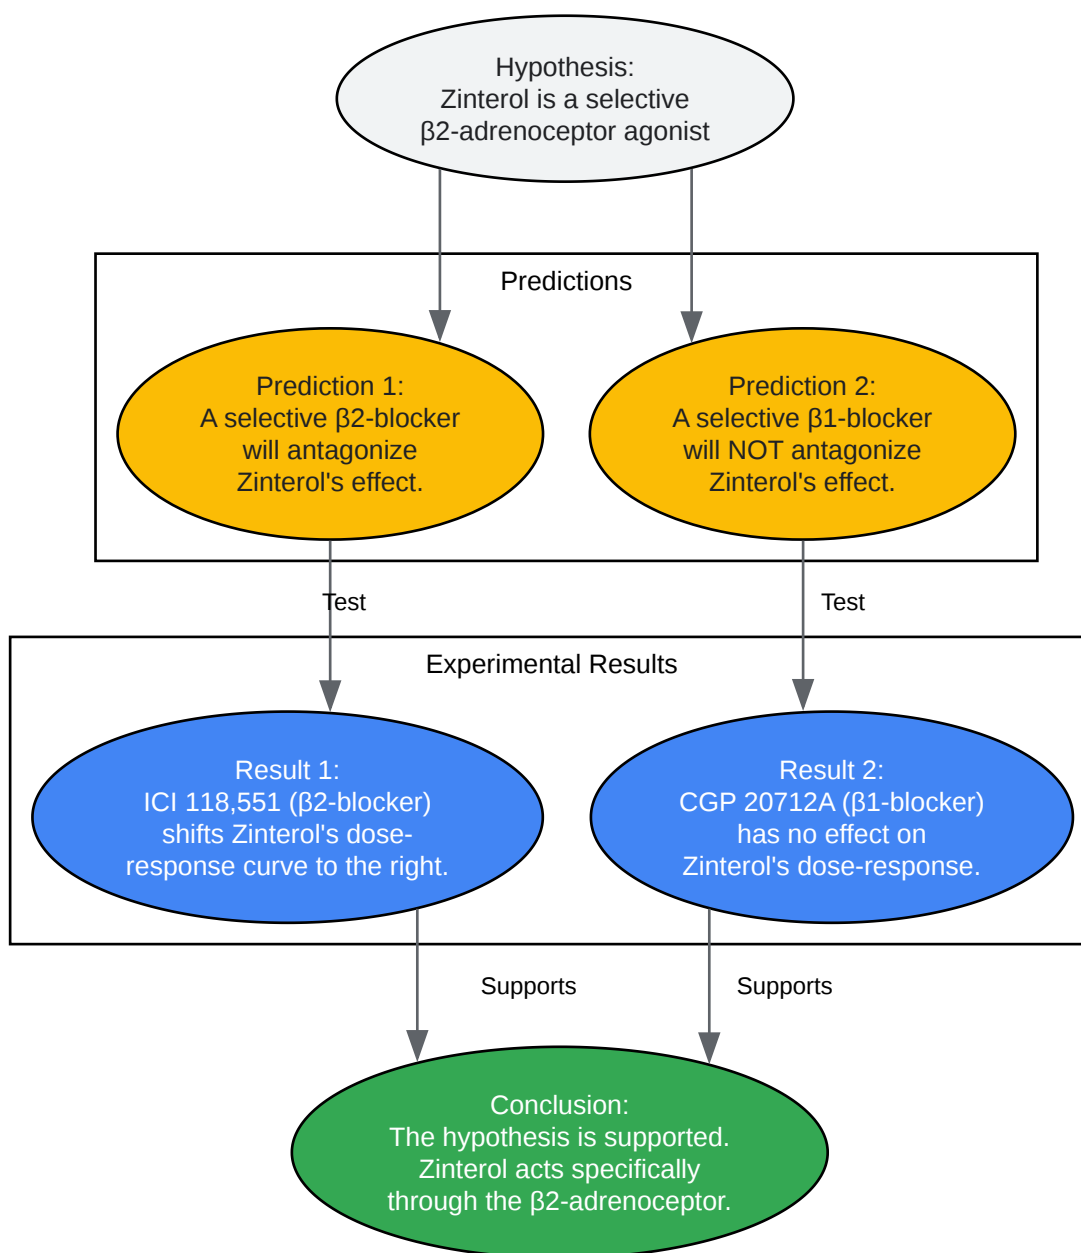 Hypothesis:
Zinterol is a selective
β2-adrenoceptor agonist
Predictions
Prediction 1:
A selective β2-blocker
will antagonize
Zinterol's effect.
Prediction 2:
A selective β1-blocker
will NOT antagonize
Zinterol's effect.
Test
Test
Experimental Results
Result 1:
ICI 118,551 (β2-blocker)
shifts Zinterol's dose-
response curve to the right.
Result 2:
CGP 20712A (β1-blocker)
has no effect on
Zinterol's dose-response.
Supports
Supports
Conclusion:
The hypothesis is supported.
Zinterol acts specifically
through the β2-adrenoceptor.